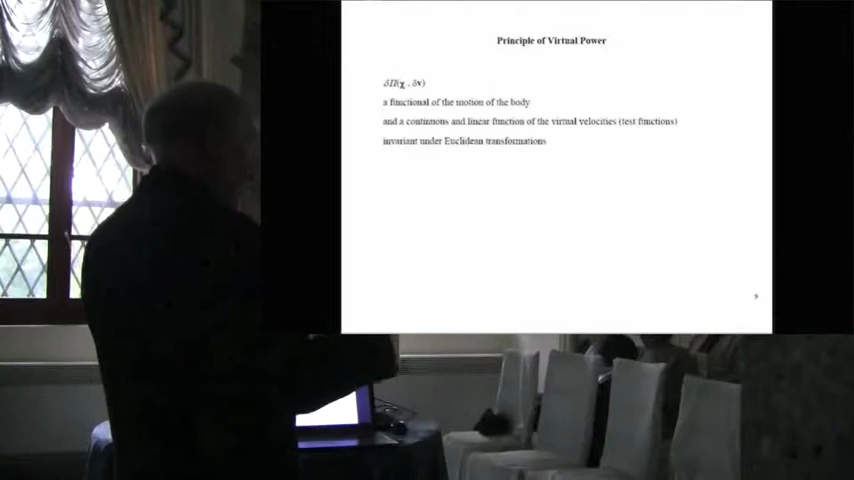 Principle of Virtual Power
δΠ(χ , δv)
a functional of the motion of the body
and a continuous and linear function of the virtual velocities (test functions)
invariant under Euclidean transformations
9